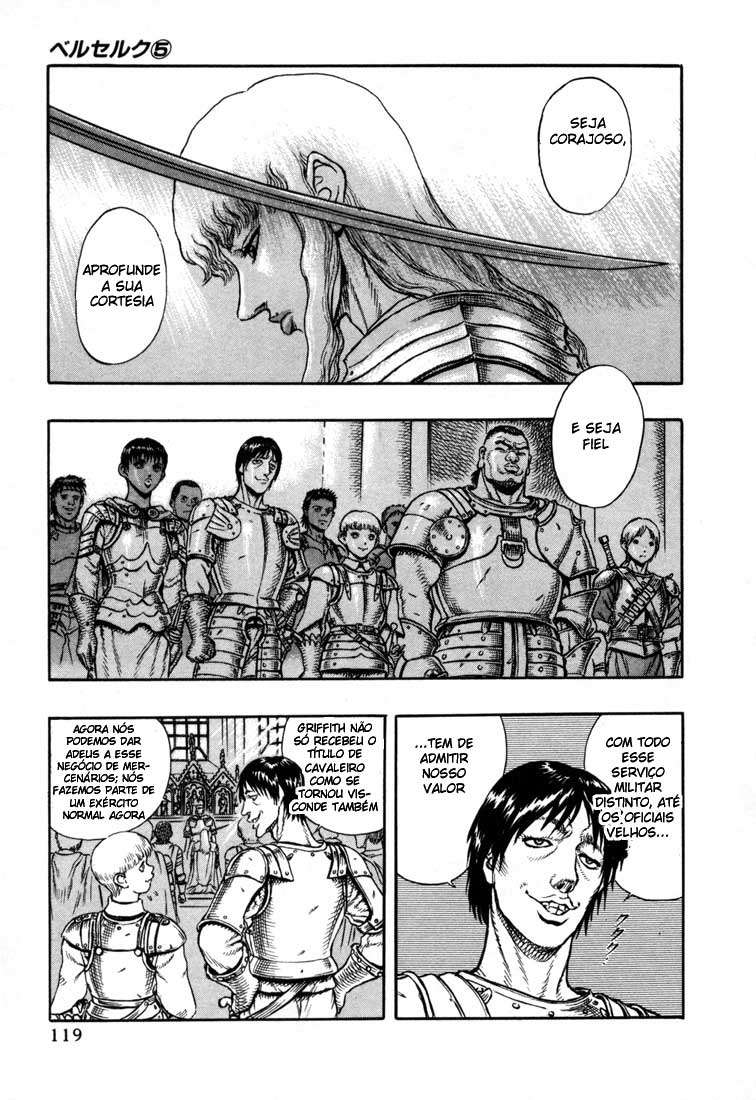 ベルセルク⑤
SEJA
CORAJOSO,
APROFUNDE
A SUA
CORTESIA
E SEJA
FIEL
COM TODO
ESSE
SERVIÇO
MILITAR
DISTINTO, ATÉ
OS OFICIAIS
VELHOS...
...TEM DE
ADMITIR
NOSSO
VALOR
GRIFFITH NÃO
SÓ RECEBEU O
TÍTULO DE
CAVALEIRO
COMO SE
TORNOU VIS-
CONDE TAMBÉM
AGORA NÓS
PODEMOS DAR
ADEUS A ESSE
NEGÓCIO DE MER-
CENÁRIOS; NÓS
FAZEMOS PARTE DE
UM EXÉRCITO
NORMAL AGORA
119